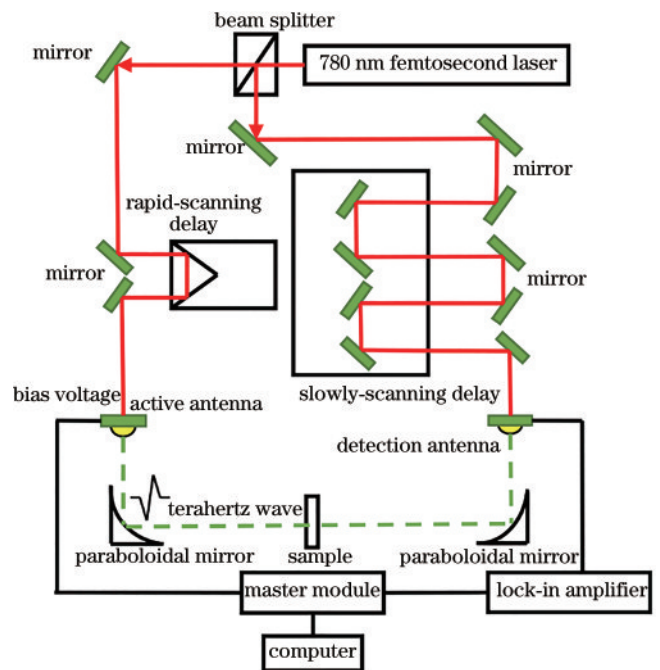 beam splitter
mirror
780 nm femtosecond laser
mirror
mirror
rapid-scanning
delay
mirror
mirror
bias voltage
active antenna
slowly-scanning delay
detection antenna
terahertz wave
paraboloidal mirror
sample
paraboloidal mirror
master module
lock-in amplifier
computer